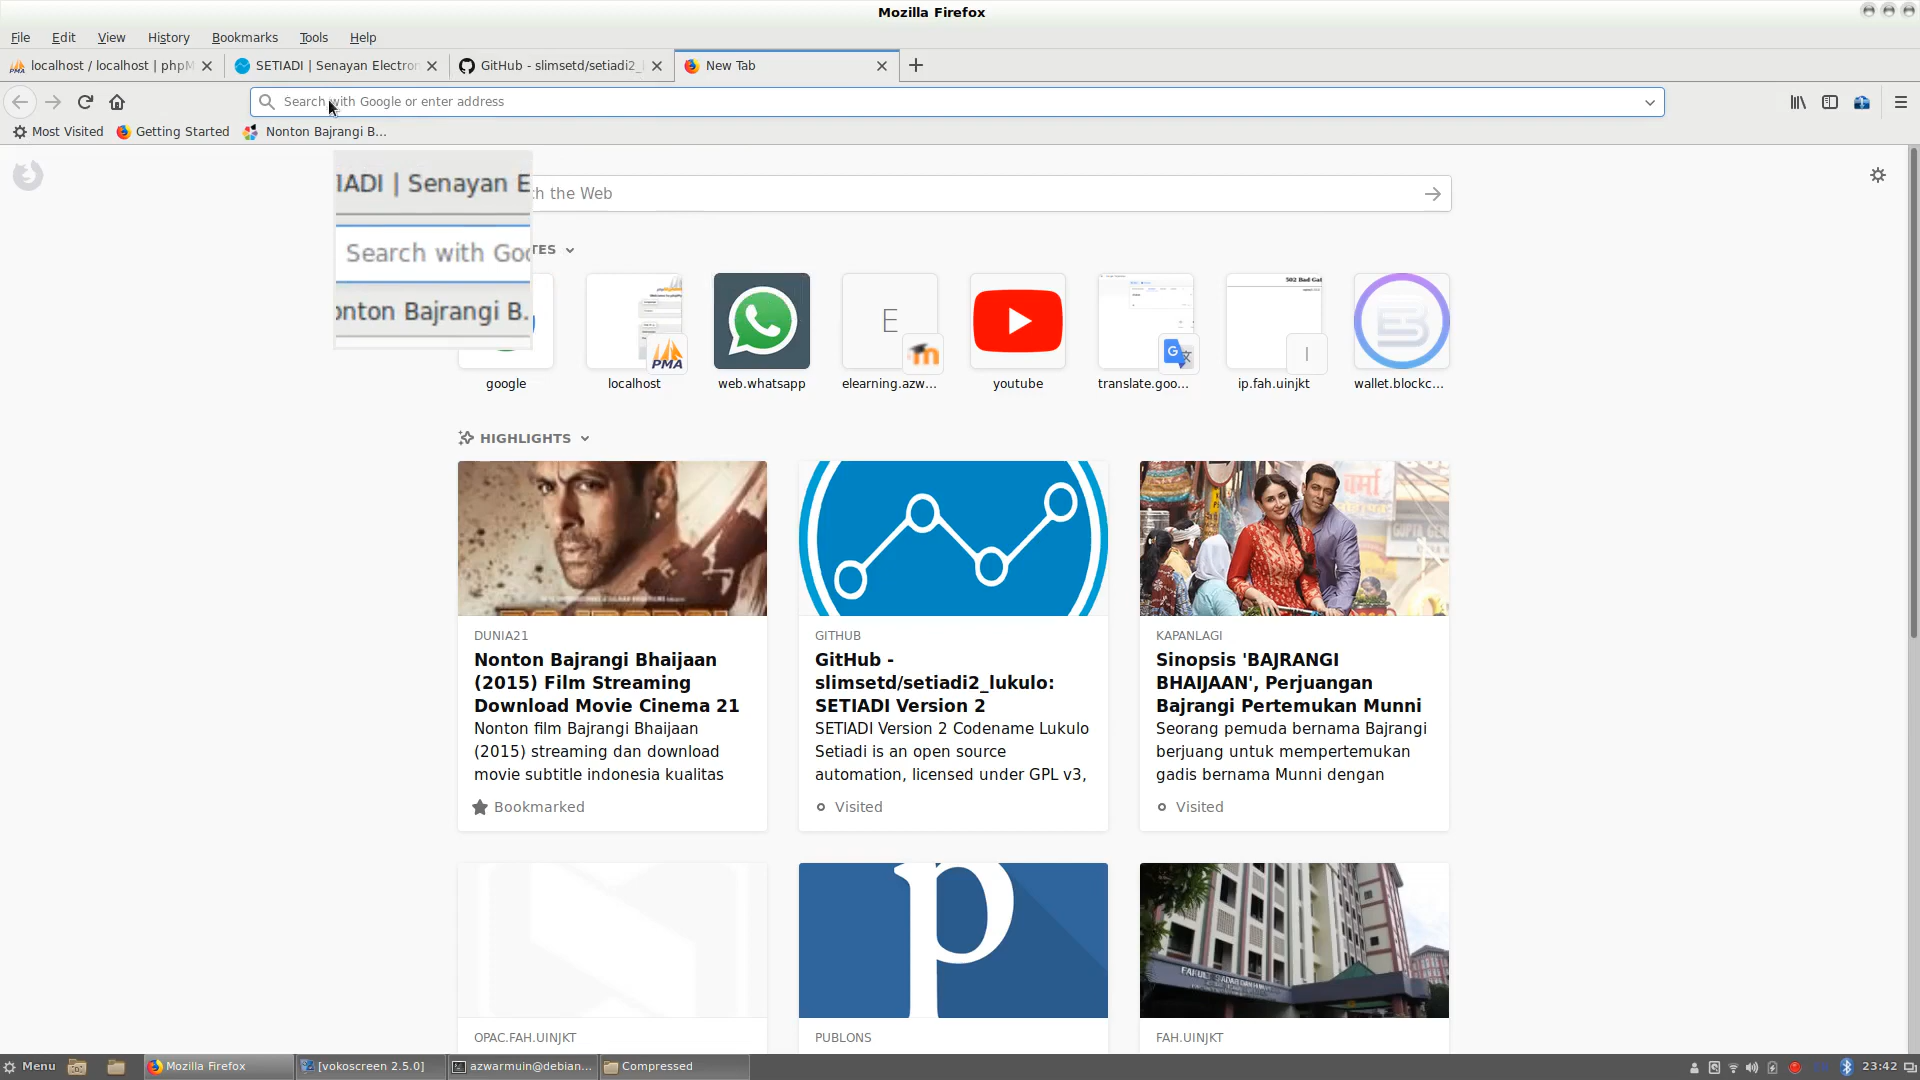 Mozilla Firefox
File Edit View History Bookmarks Tools Help
localhost / localhost | phpM
SETIADI | Senayan Electron
GitHub - slimsetd/setiadi2_
New Tab
Search with Google or enter address
Most Visited
Getting Started
Nonton Bajrangi B...
IADI | Senayan E
Search with Goo
onton Bajrangi B.
ch the Web
TES
502 Bad Gat
PMA
E
I
google
localhost
web.whatsapp
elearning.azw...
youtube
translate.goo...
ip.fah.uinjkt
wallet.blockc...
HIGHLIGHTS
DUNIA21
Nonton Bajrangi Bhaijaan
(2015) Film Streaming
Download Movie Cinema 21
Nonton film Bajrangi Bhaijaan
(2015) streaming dan download
movie subtitle indonesia kualitas
Bookmarked
GITHUB
GitHub -
slimsetd/setiadi2_lukulo:
SETIADI Version 2
SETIADI Version 2 Codename Lukulo
Setiadi is an open source
automation, licensed under GPL v3,
Visited
KAPANLAGI
Sinopsis 'BAJRANGI
BHAIJAAN', Perjuangan
Bajrangi Pertemukan Munni
Seorang pemuda bernama Bajrangi
berjuang untuk mempertemukan
gadis bernama Munni dengan
Visited
OPAC.FAH.UINJKT
PUBLONS
FAH.UINJKT
Menu
Mozilla Firefox
[vokoscreen 2.5.0]
azwarmuin@debian...
Compressed
23:42